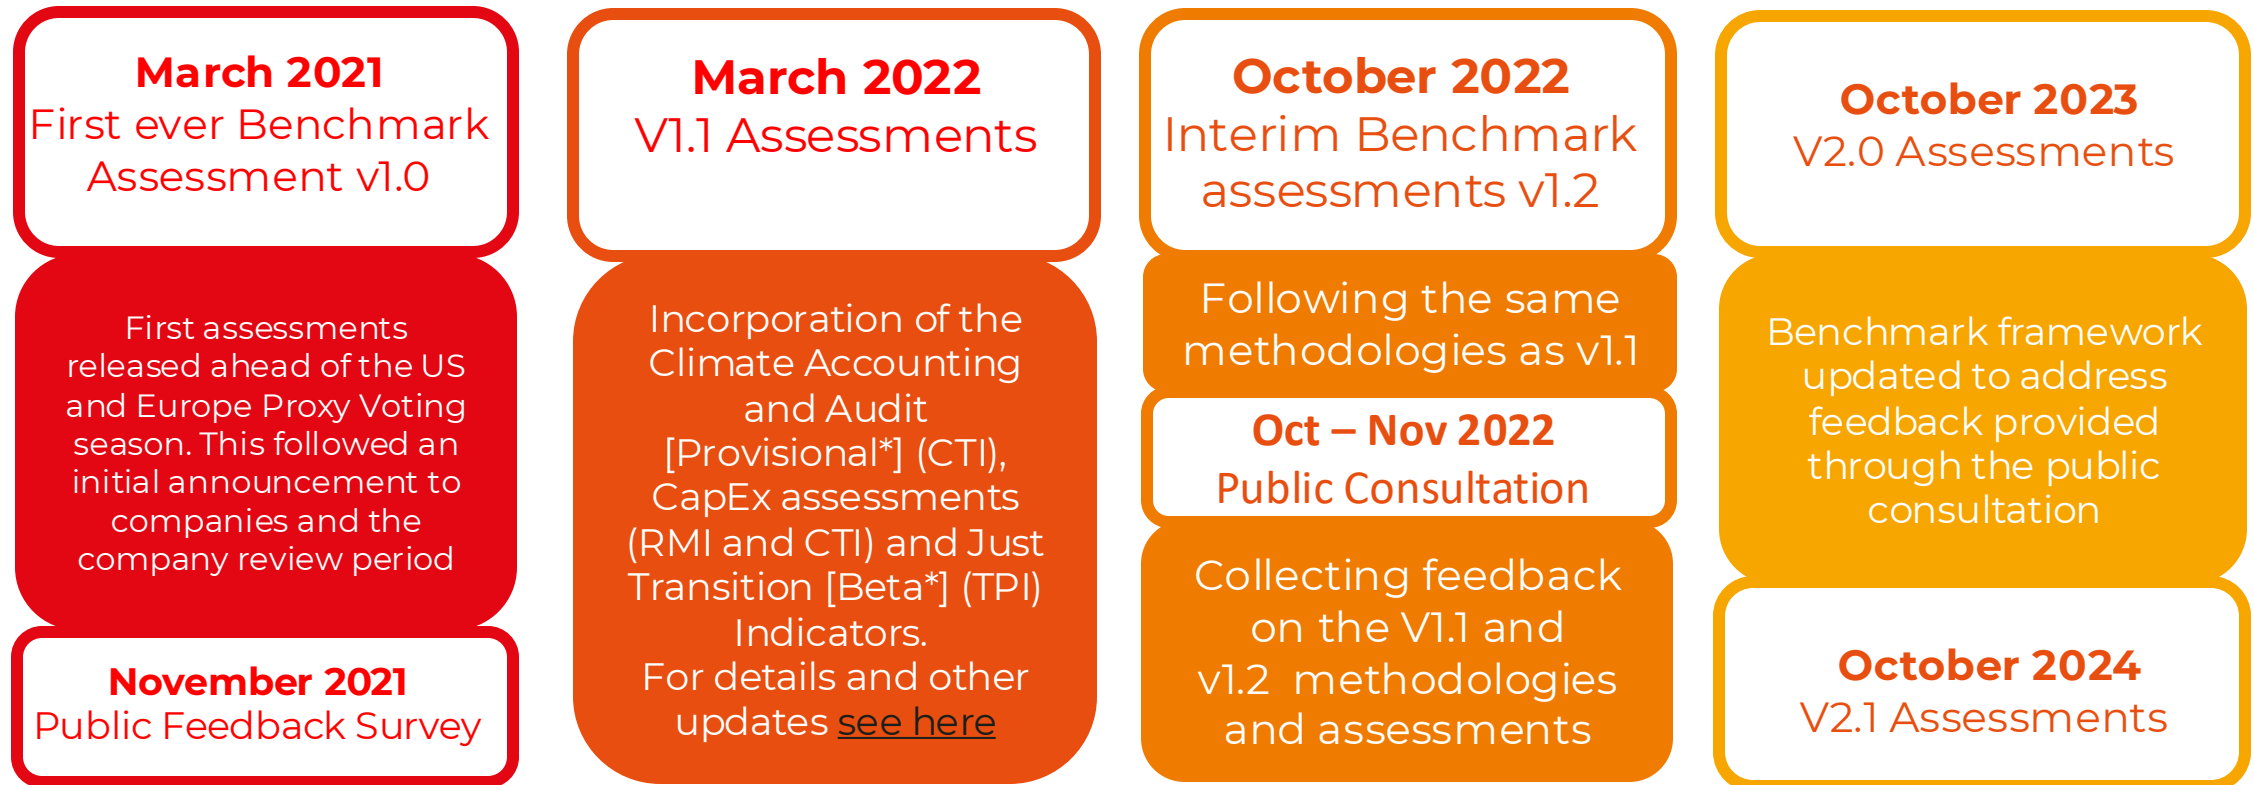 March 2021
First ever Benchmark
Assessment v1.0
First assessments
released ahead of the US
and Europe Proxy Voting
season. This followed an
initial announcement to
companies and the
company review period
November 2021
Public Feedback Survey
March 2022
V1.1 Assessments
Incorporation of the
Climate Accounting
and Audit
[Provisional*] (CTI),
CapEx assessments
(RMI and CTI) and Just
Transition [Beta*] (TPI)
Indicators.
For details and other
updates see here
October 2022
Interim Benchmark
assessments v1.2
Following the same
methodologies as v1.1
Oct – Nov 2022
Public Consultation
Collecting feedback
on the V1.1 and
v1.2 methodologies
and assessments
October 2023
V2.0 Assessments
Benchmark framework
updated to address
feedback provided
through the public
consultation
October 2024
V2.1 Assessments